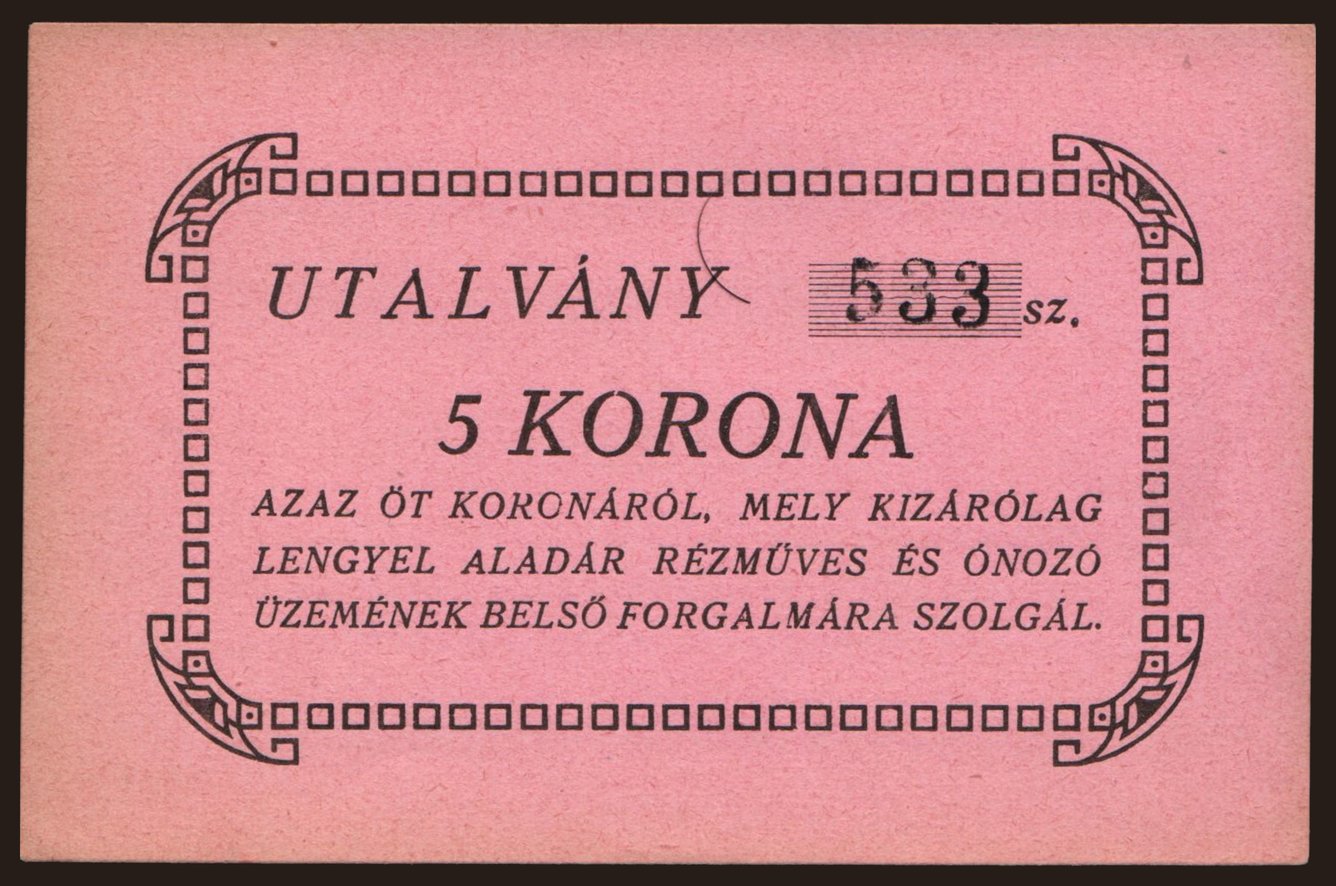 UTALVÁNY 533 sz.
5 KORONA
AZAZ ÖT KORONÁRÓL, MELY KIZÁRÓLAG
LENGYEL ALADÁR RÉZMŰVES ÉS ÓNOZÓ
ÜZEMÉNEK BELSŐ FORGALMÁRA SZOLGÁL.